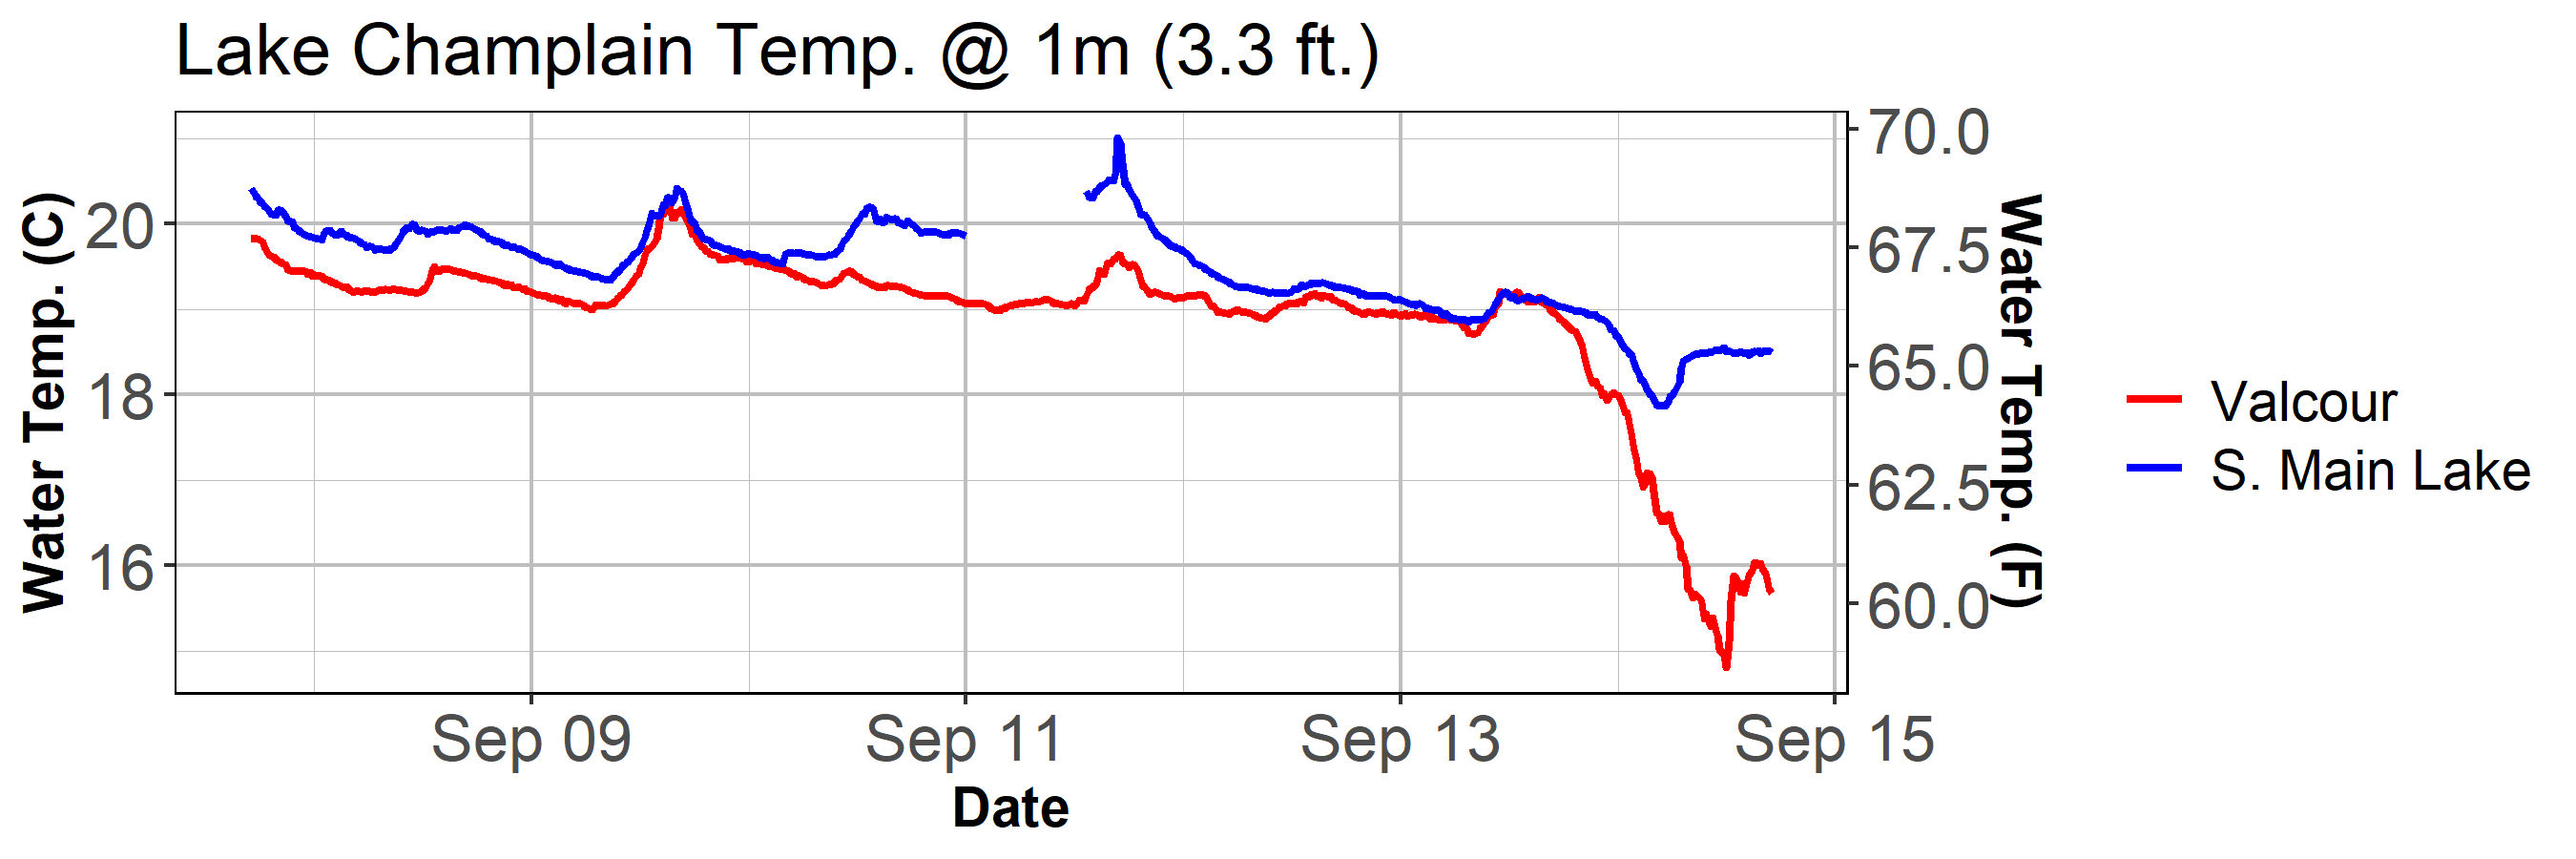 Lake Champlain Temp. @ 1m (3.3 ft.)
Water Temp. (C)
20
18
16
70.0
67.5
65.0
62.5
60.0
Water Temp. (F)
Sep 09
Sep 11
Sep 13
Sep 15
Date
Valcour
S. Main Lake